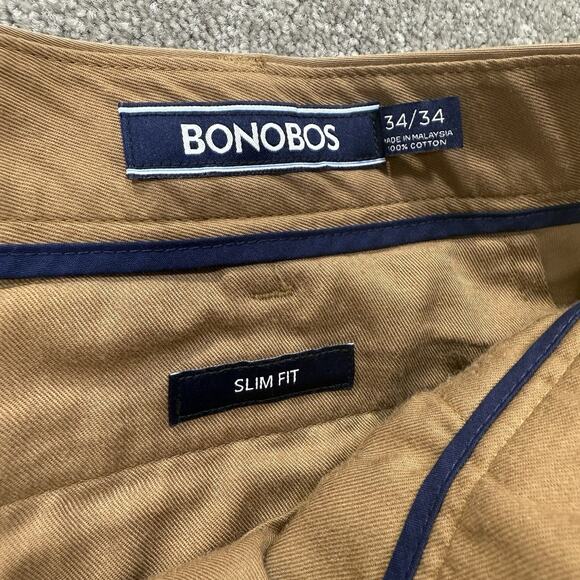 BONOBOS
34/34
MADE IN MALAYSIA
100% COTTON
SLIM FIT